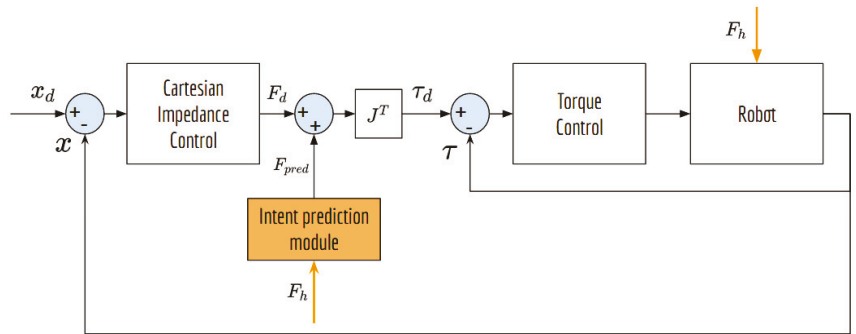 F_h
x_d
+
-
x
Cartesian
Impedance
Control
F_d
+
+
J^T
τ_d
+
-
τ
Torque
Control
Robot
F_pred
Intent prediction
module
F_h